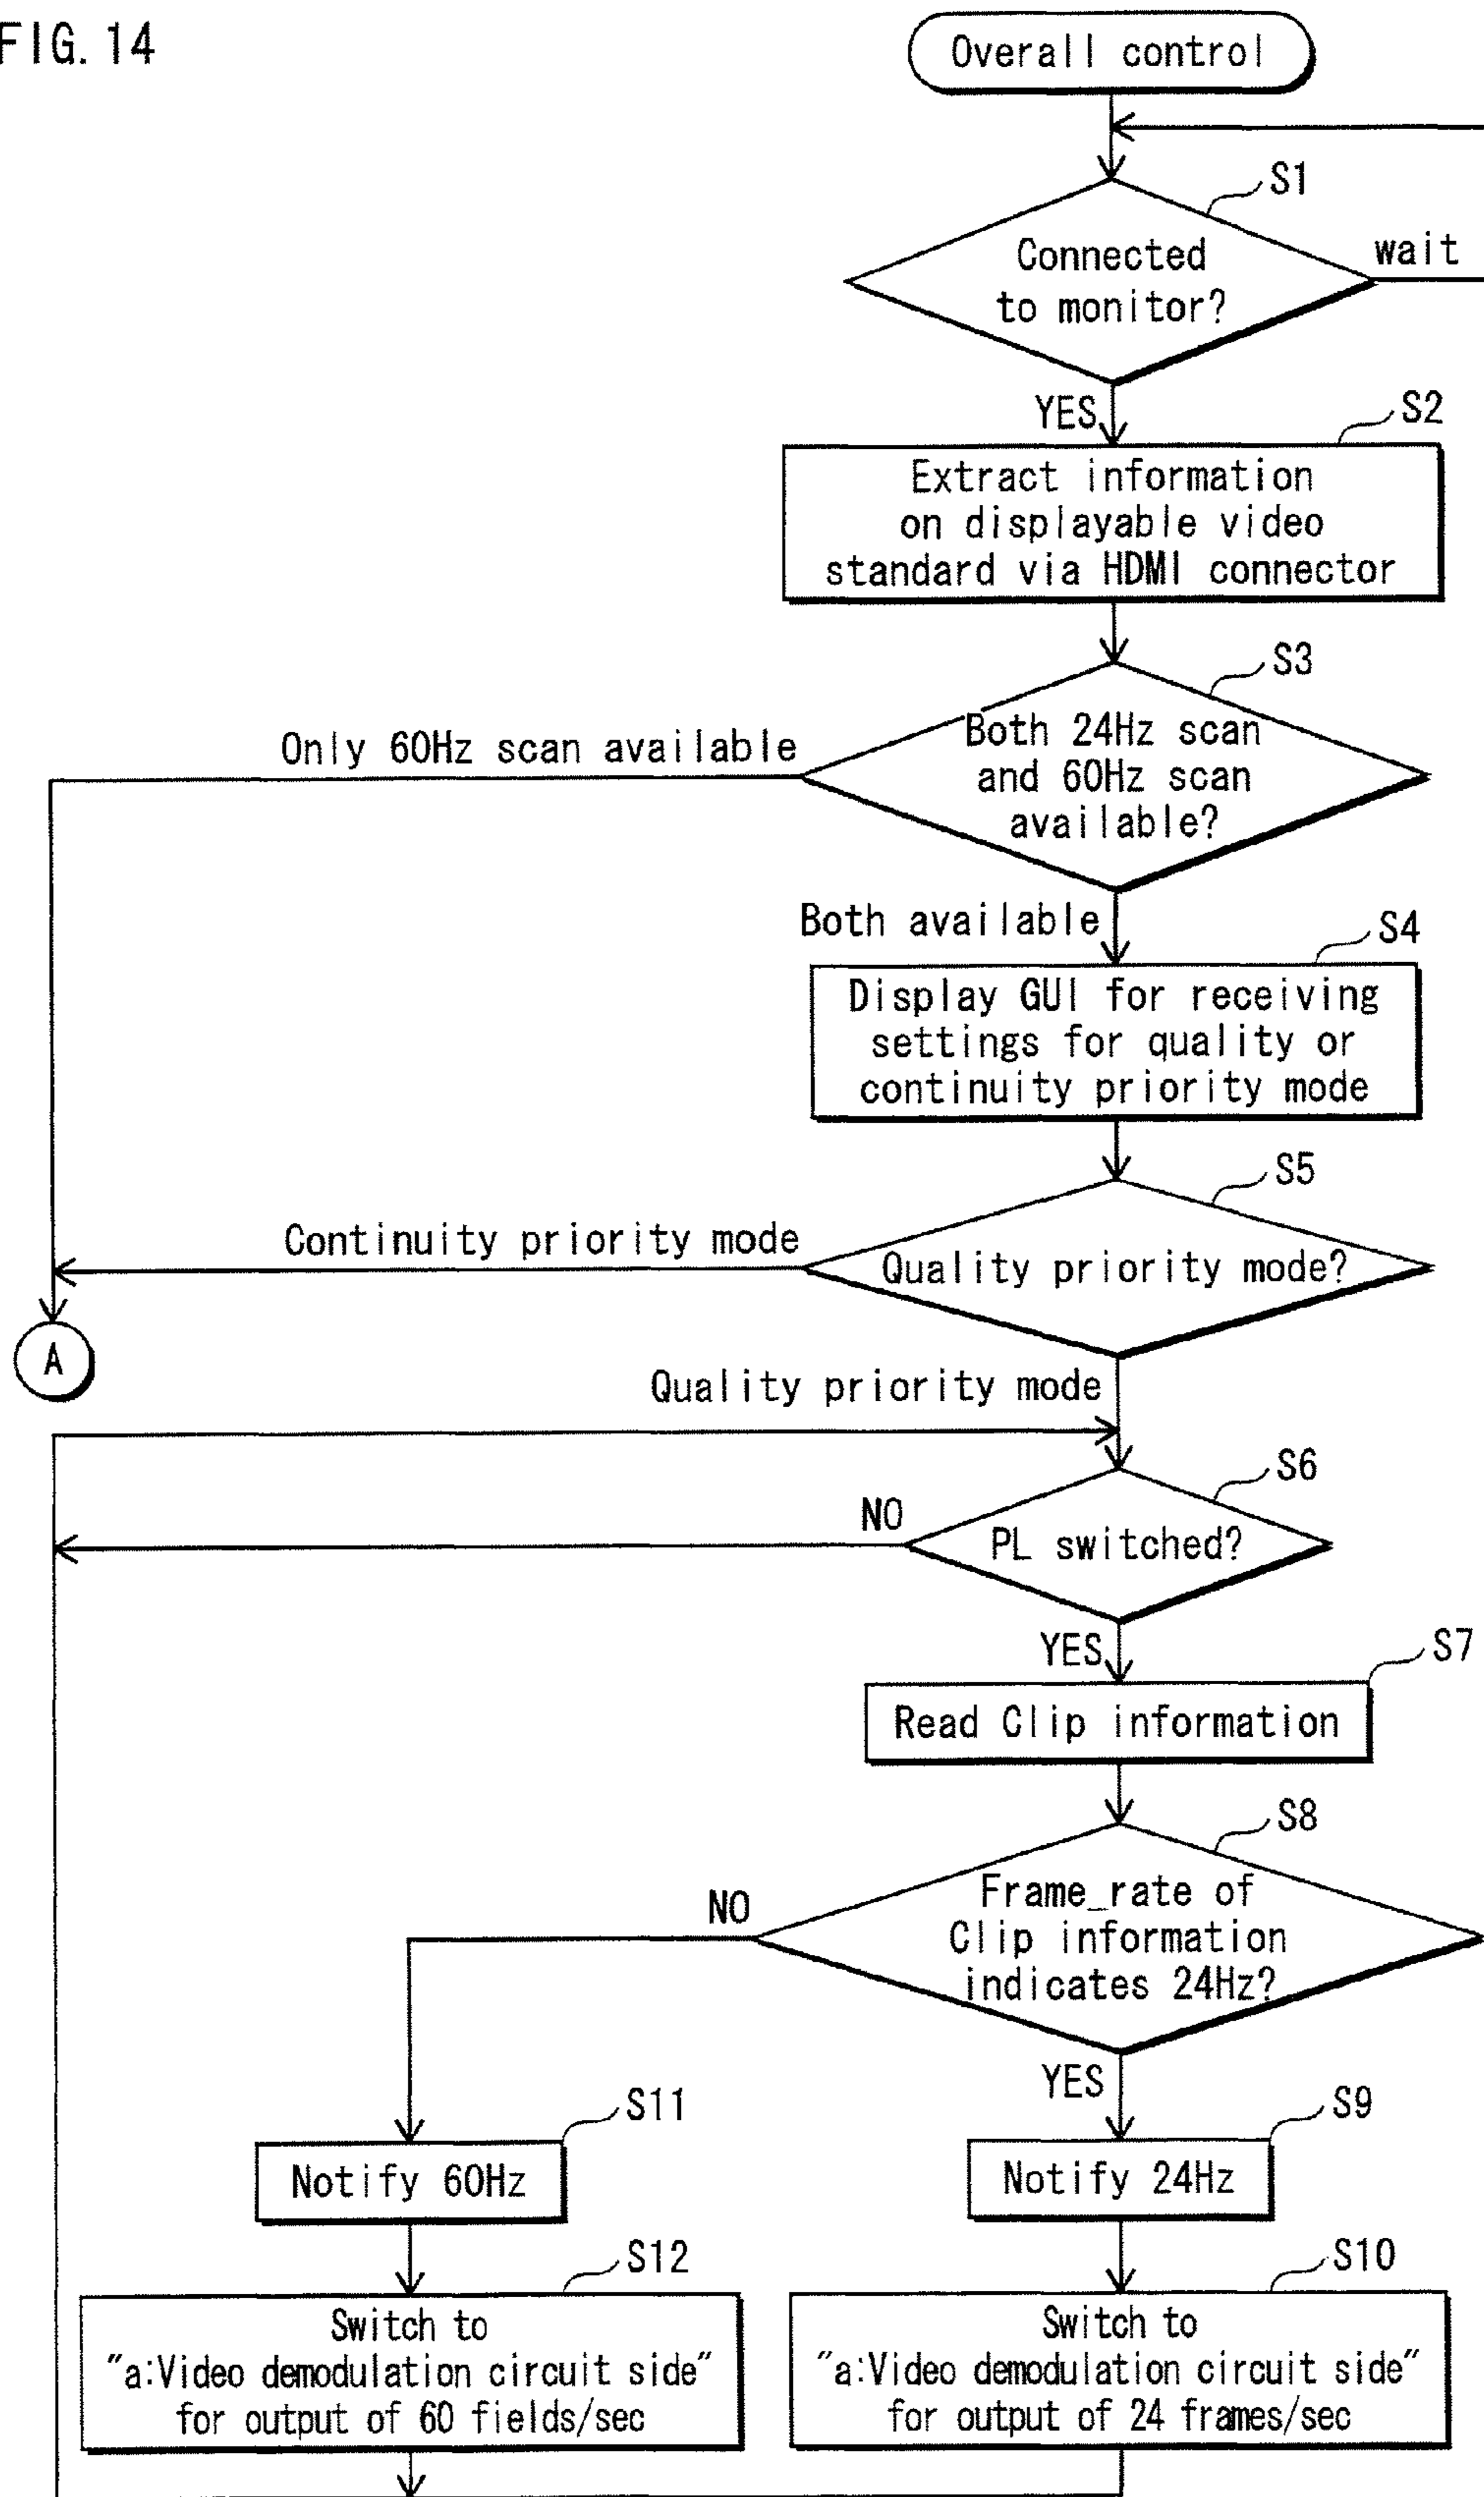 FIG. 14
Overall control
S1
Connected
to monitor?
wait
YES
S2
Extract information
on displayable video
standard via HDMI connector
S3
Both 24Hz scan
and 60Hz scan
available?
Only 60Hz scan available
Both available
S4
Display GUI for receiving
settings for quality or
continuity priority mode
S5
Quality priority mode?
Continuity priority mode
A
Quality priority mode
S6
PL switched?
NO
YES
S7
Read Clip information
S8
Frame_rate of
Clip information
indicates 24Hz?
NO
YES
S11
Notify 60Hz
S9
Notify 24Hz
S12
Switch to
"a:Video demodulation circuit side"
for output of 60 fields/sec
S10
Switch to
"a:Video demodulation circuit side"
for output of 24 frames/sec